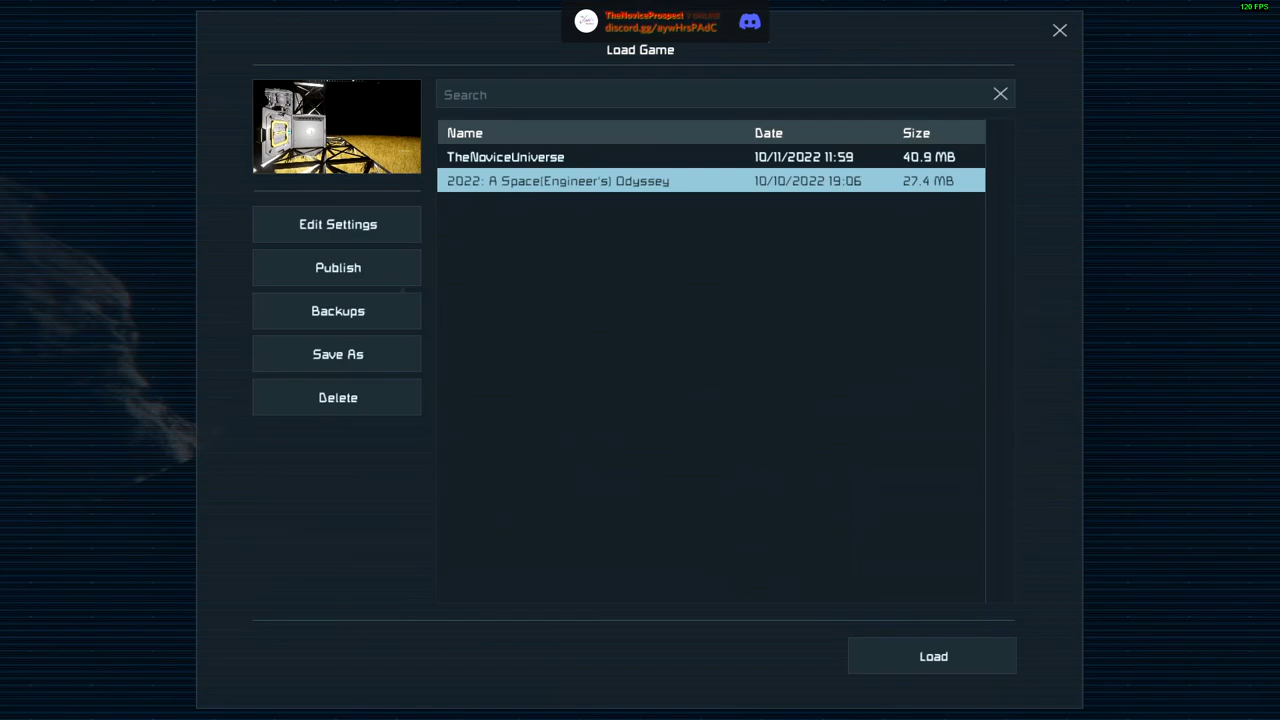 120 FPS
TheNoviceProspect 7 ONLINE
discord.gg/aywHrsPAdC
Load Game
Search
Name Date Size
TheNoviceUniverse 10/11/2022 11:59 40.9 MB
2022: A Space(Engineer's) Odyssey 10/10/2022 19:06 27.4 MB
Edit Settings
Publish
Backups
Save As
Delete
Load